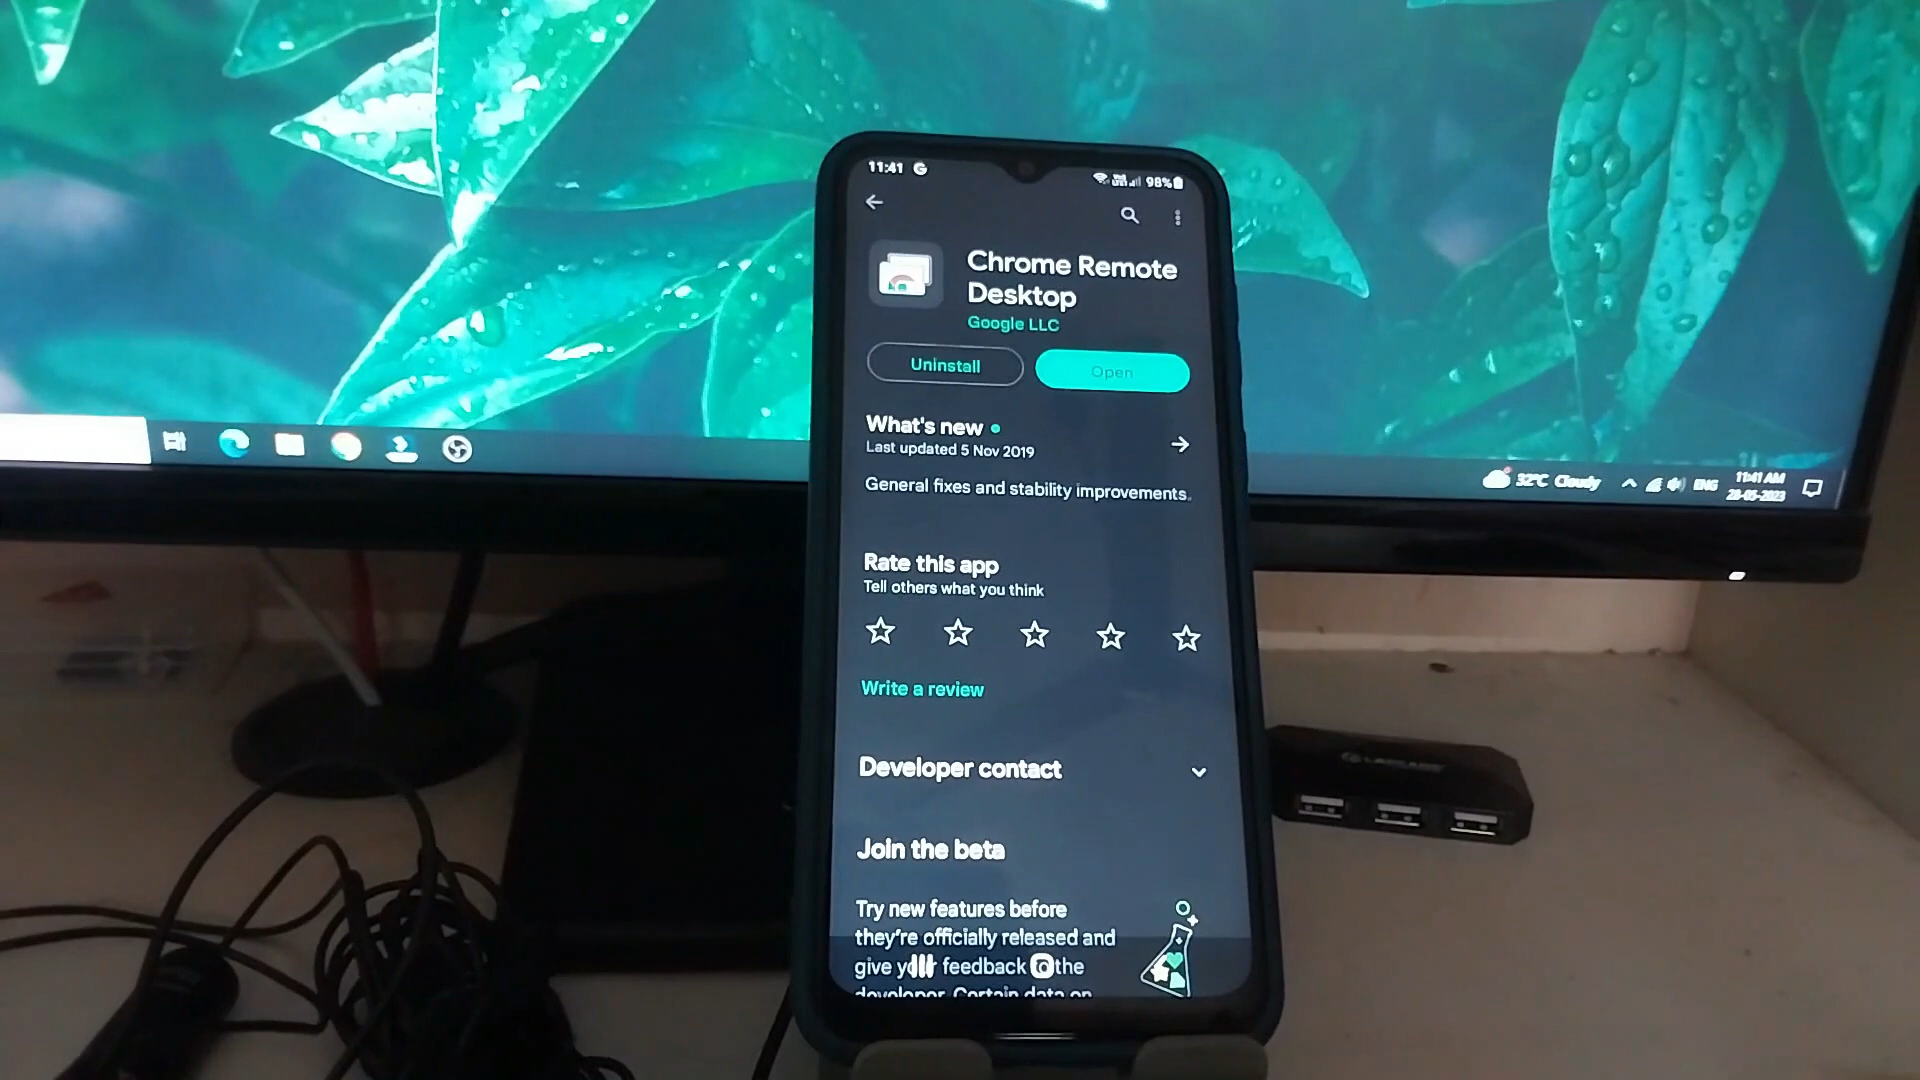 11:41
98%
Chrome Remote
Desktop
Google LLC
Uninstall
Open
What's new
Last updated 5 Nov 2019
General fixes and stability improvements.
Rate this app
Tell others what you think
Write a review
Developer contact
Join the beta
Try new features before
they're officially released and
give your feedback to the
developer. Certain data on
32°C Cloudy
ENG
11:41 AM
28-05-2023